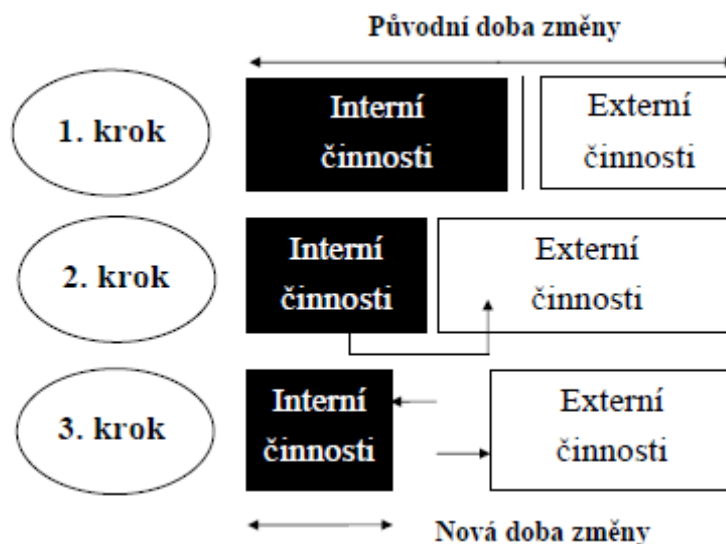 Původní doba změny
1. krok
Interní
činnosti
Externí
činnosti
2. krok
Interní
činnosti
Externí
činnosti
3. krok
Interní
činnosti
Externí
činnosti
Nová doba změny